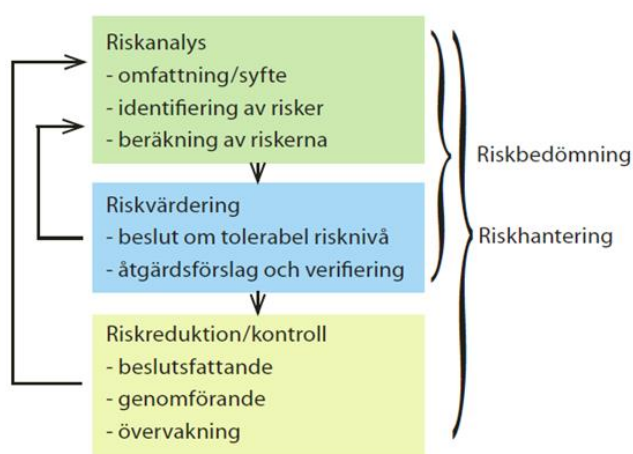 Riskanalys
- omfattning/syfte
- identifiering av risker
- beräkning av riskerna
Riskvärdering
- beslut om tolerabel risknivå
- åtgärdsförslag och verifiering
Riskreduktion/kontroll
- beslutsfattande
- genomförande
- övervakning
Riskbedömning
Riskhantering